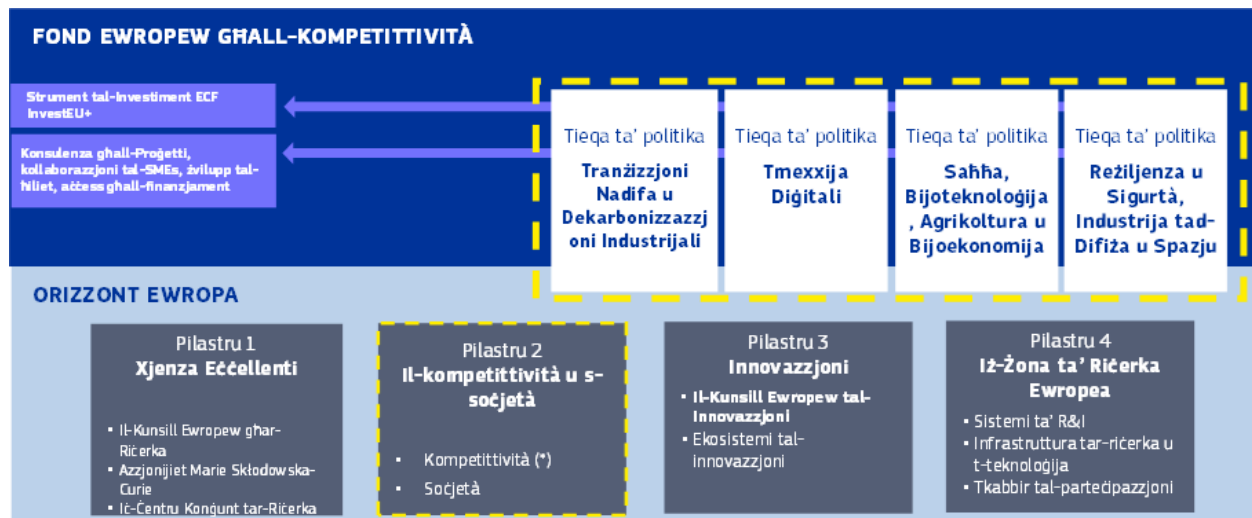 FOND EWROPEW GĦALL-KOMPETITTIVITÀ
Strument tal-Investiment ECF
InvestEU+
Konsulenza għall-Proġetti,
kollaborazzjoni tal-SMEs, żvilupp tal-
ħiliet, aċċess għall-finanzjament
Tieqa ta' politika
Tranżizzjoni
Nadifa u
Dekarbonizzazzj
oni Industrijali
Tieqa ta' politika
Tmexxija
Diġitali
Tieqa ta' politika
Saħħa,
Bijoteknoloġija
, Agrikoltura u
Bijoekonomija
Tieqa ta' politika
Reżiljenza u
Sigurtà,
Industrija tad-
Difiża u Spazju
ORIZZONT EWROPA
Pilastru 1
Xjenza Eċċellenti
▪ Il-Kunsill Ewropew għar-
Riċerka
▪ Azzjonijiet Marie Skłodowska-
Curie
▪ Iċ-Ċentru Konġunt tar-Riċerka
Pilastru 2
Il-kompetittività u s-
soċjetà
• Kompetittività (*)
• Soċjetà
Pilastru 3
Innovazzjoni
▪ Il-Kunsill Ewropew tal-
Innovazzjoni
▪ Ekosistemi tal-
innovazzjoni
Pilastru 4
Iż-Żona ta' Riċerka
Ewropea
▪ Sistemi ta' R&I
▪ Infrastruttura tar-riċerka u
t-teknoloġija
▪ Tkabbir tal-parteċipazzjoni